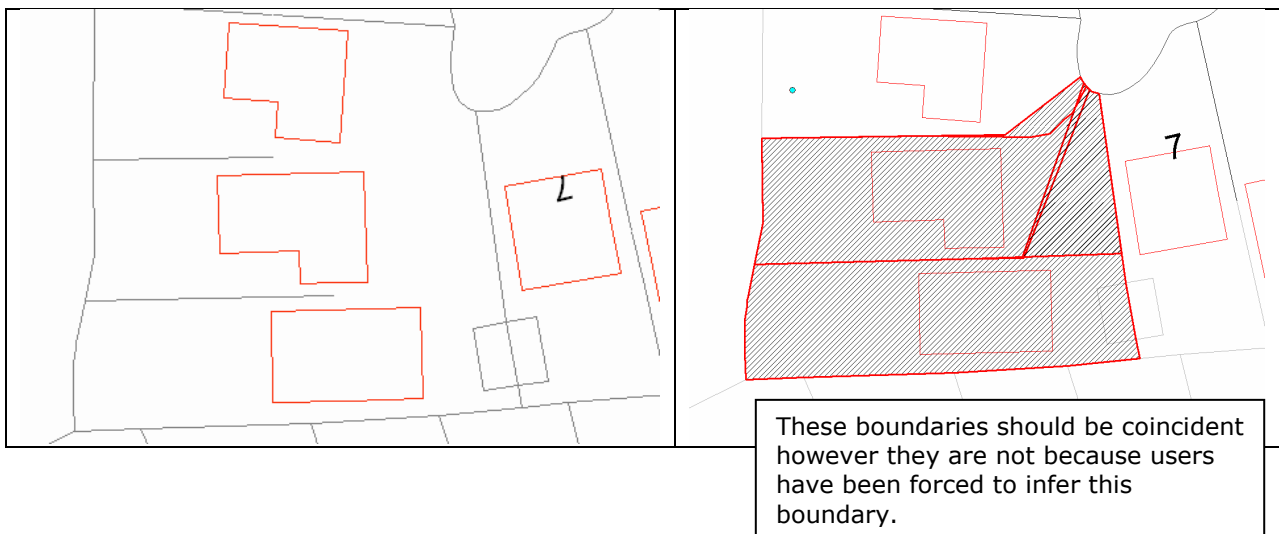 7
7
These boundaries should be coincident
however they are not because users
have been forced to infer this
boundary.